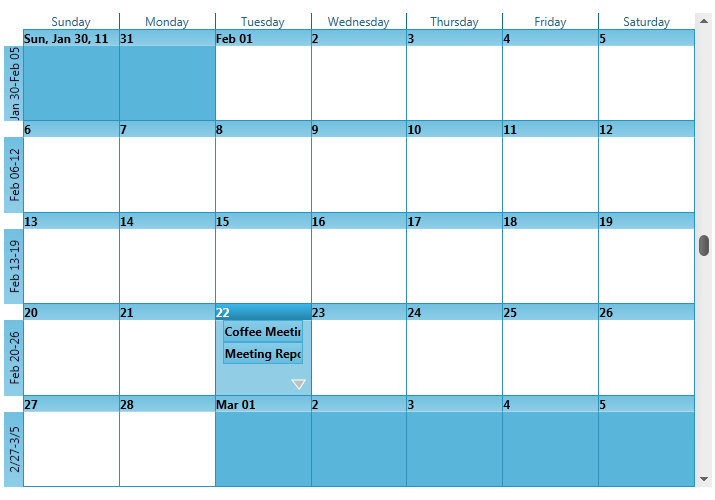 Sunday Monday Tuesday Wednesday Thursday Friday Saturday
Jan 30-Feb 05
Sun, Jan 30, 11 31 Feb 01 2 3 4 5
Feb 06-12
6 7 8 9 10 11 12
Feb 13-19
13 14 15 16 17 18 19
Feb 20-26
20 21 22 23 24 25 26
Coffee Meetin
Meeting Repo
2/27-3/5
27 28 Mar 01 2 3 4 5